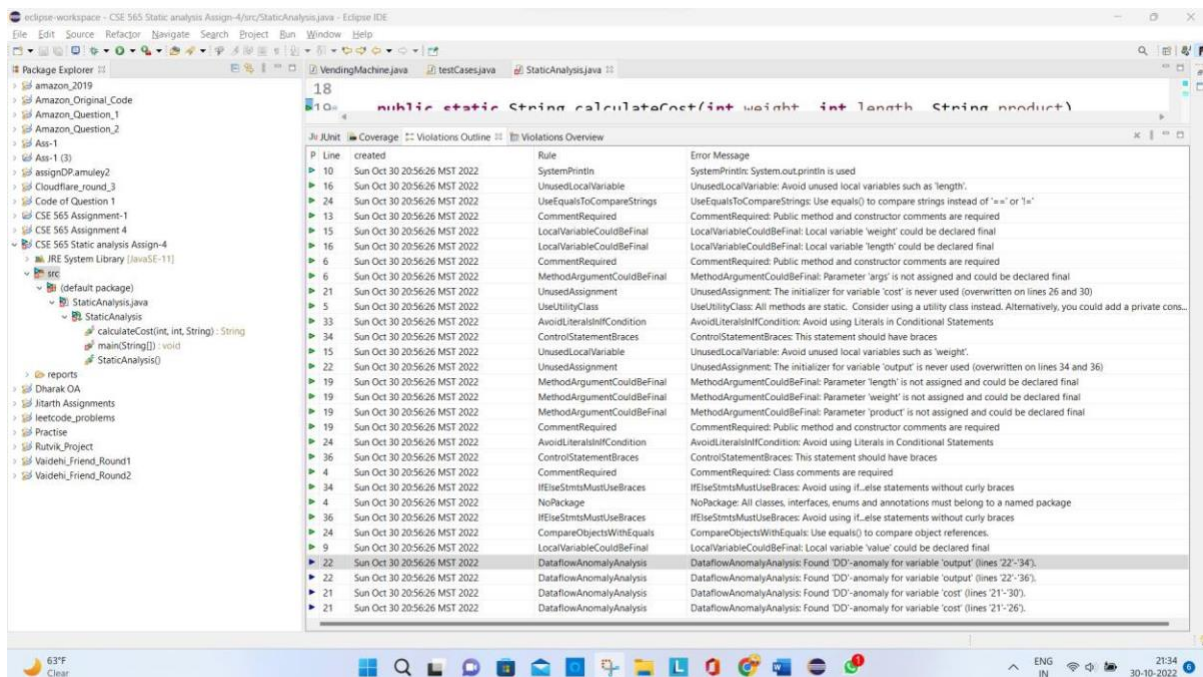 eclipse-workspace - CSE 565 Static analysis Assign-4/src/StaticAnalysis.java - Eclipse IDE
File Edit Source Refactor Navigate Search Project Run Window Help
Package Explorer
amazon_2019
Amazon_Original_Code
Amazon_Question_1
Amazon_Question_2
Ass-1
Ass-1 (3)
assignDP.amuley2
Cloudflare_round_3
Code of Question 1
CSE 565 Assignment-1
CSE 565 Assignment 4
CSE 565 Static analysis Assign-4
JRE System Library [JavaSE-11]
src
(default package)
StaticAnalysis.java
StaticAnalysis
calculateCost(int, int, String) : String
main(String[]) : void
StaticAnalysis()
reports
Dharak OA
Jitarth Assignments
leetcode_problems
Practise
Rutvik_Project
Vaidehi_Friend_Round1
Vaidehi_Friend_Round2
VendingMachine.java testCases.java StaticAnalysis.java
18
19 public static String calculateCost(int weight, int length, String product)
JUnit Coverage Violations Outline Violations Overview
P Line created Rule Error Message
10 Sun Oct 30 20:56:26 MST 2022 SystemPrintln SystemPrintln: System.out.println is used
16 Sun Oct 30 20:56:26 MST 2022 UnusedLocalVariable UnusedLocalVariable: Avoid unused local variables such as 'length'.
24 Sun Oct 30 20:56:26 MST 2022 UseEqualsToCompareStrings UseEqualsToCompareStrings: Use equals() to compare strings instead of '==' or '!='
13 Sun Oct 30 20:56:26 MST 2022 CommentRequired CommentRequired: Public method and constructor comments are required
15 Sun Oct 30 20:56:26 MST 2022 LocalVariableCouldBeFinal LocalVariableCouldBeFinal: Local variable 'weight' could be declared final
16 Sun Oct 30 20:56:26 MST 2022 LocalVariableCouldBeFinal LocalVariableCouldBeFinal: Local variable 'length' could be declared final
6 Sun Oct 30 20:56:26 MST 2022 CommentRequired CommentRequired: Public method and constructor comments are required
6 Sun Oct 30 20:56:26 MST 2022 MethodArgumentCouldBeFinal MethodArgumentCouldBeFinal: Parameter 'args' is not assigned and could be declared final
21 Sun Oct 30 20:56:26 MST 2022 UnusedAssignment UnusedAssignment: The initializer for variable 'cost' is never used (overwritten on lines 26 and 30)
5 Sun Oct 30 20:56:26 MST 2022 UseUtilityClass UseUtilityClass: All methods are static. Consider using a utility class instead. Alternatively, you could add a private cons...
33 Sun Oct 30 20:56:26 MST 2022 AvoidLiteralsInIfCondition AvoidLiteralsInIfCondition: Avoid using Literals in Conditional Statements
34 Sun Oct 30 20:56:26 MST 2022 ControlStatementBraces ControlStatementBraces: This statement should have braces
15 Sun Oct 30 20:56:26 MST 2022 UnusedLocalVariable UnusedLocalVariable: Avoid unused local variables such as 'weight'.
22 Sun Oct 30 20:56:26 MST 2022 UnusedAssignment UnusedAssignment: The initializer for variable 'output' is never used (overwritten on lines 34 and 36)
19 Sun Oct 30 20:56:26 MST 2022 MethodArgumentCouldBeFinal MethodArgumentCouldBeFinal: Parameter 'length' is not assigned and could be declared final
19 Sun Oct 30 20:56:26 MST 2022 MethodArgumentCouldBeFinal MethodArgumentCouldBeFinal: Parameter 'weight' is not assigned and could be declared final
19 Sun Oct 30 20:56:26 MST 2022 MethodArgumentCouldBeFinal MethodArgumentCouldBeFinal: Parameter 'product' is not assigned and could be declared final
19 Sun Oct 30 20:56:26 MST 2022 CommentRequired CommentRequired: Public method and constructor comments are required
24 Sun Oct 30 20:56:26 MST 2022 AvoidLiteralsInIfCondition AvoidLiteralsInIfCondition: Avoid using Literals in Conditional Statements
36 Sun Oct 30 20:56:26 MST 2022 ControlStatementBraces ControlStatementBraces: This statement should have braces
4 Sun Oct 30 20:56:26 MST 2022 CommentRequired CommentRequired: Class comments are required
34 Sun Oct 30 20:56:26 MST 2022 IfElseStmtsMustUseBraces IfElseStmtsMustUseBraces: Avoid using if...else statements without curly braces
4 Sun Oct 30 20:56:26 MST 2022 NoPackage NoPackage: All classes, interfaces, enums and annotations must belong to a named package
36 Sun Oct 30 20:56:26 MST 2022 IfElseStmtsMustUseBraces IfElseStmtsMustUseBraces: Avoid using if...else statements without curly braces
24 Sun Oct 30 20:56:26 MST 2022 CompareObjectsWithEquals CompareObjectsWithEquals: Use equals() to compare object references.
9 Sun Oct 30 20:56:26 MST 2022 LocalVariableCouldBeFinal LocalVariableCouldBeFinal: Local variable 'value' could be declared final
22 Sun Oct 30 20:56:26 MST 2022 DataflowAnomalyAnalysis DataflowAnomalyAnalysis: Found 'DD'-anomaly for variable 'output' (lines '22'-'34').
22 Sun Oct 30 20:56:26 MST 2022 DataflowAnomalyAnalysis DataflowAnomalyAnalysis: Found 'DD'-anomaly for variable 'output' (lines '22'-'36').
21 Sun Oct 30 20:56:26 MST 2022 DataflowAnomalyAnalysis DataflowAnomalyAnalysis: Found 'DD'-anomaly for variable 'cost' (lines '21'-'30').
21 Sun Oct 30 20:56:26 MST 2022 DataflowAnomalyAnalysis DataflowAnomalyAnalysis: Found 'DD'-anomaly for variable 'cost' (lines '21'-'26').
63°F
Clear
ENG
IN
21:34
30-10-2022
6